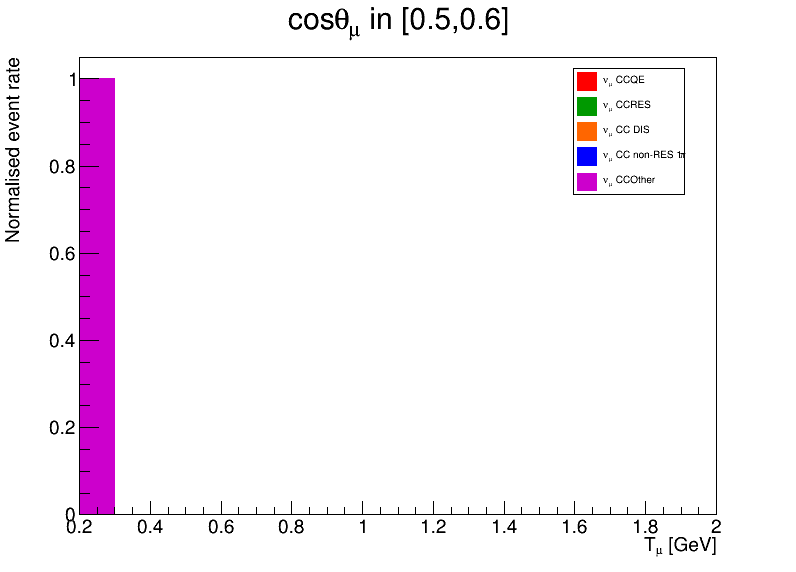 cosθμ in [0.5,0.6]
Normalised event rate
1
0.8
0.6
0.4
0.2
0
νμ CCQE
νμ CCRES
νμ CC DIS
νμ CC non-RES 1π
νμ CCOther
0.2 0.4 0.6 0.8 1 1.2 1.4 1.6 1.8 2
Tμ [GeV]